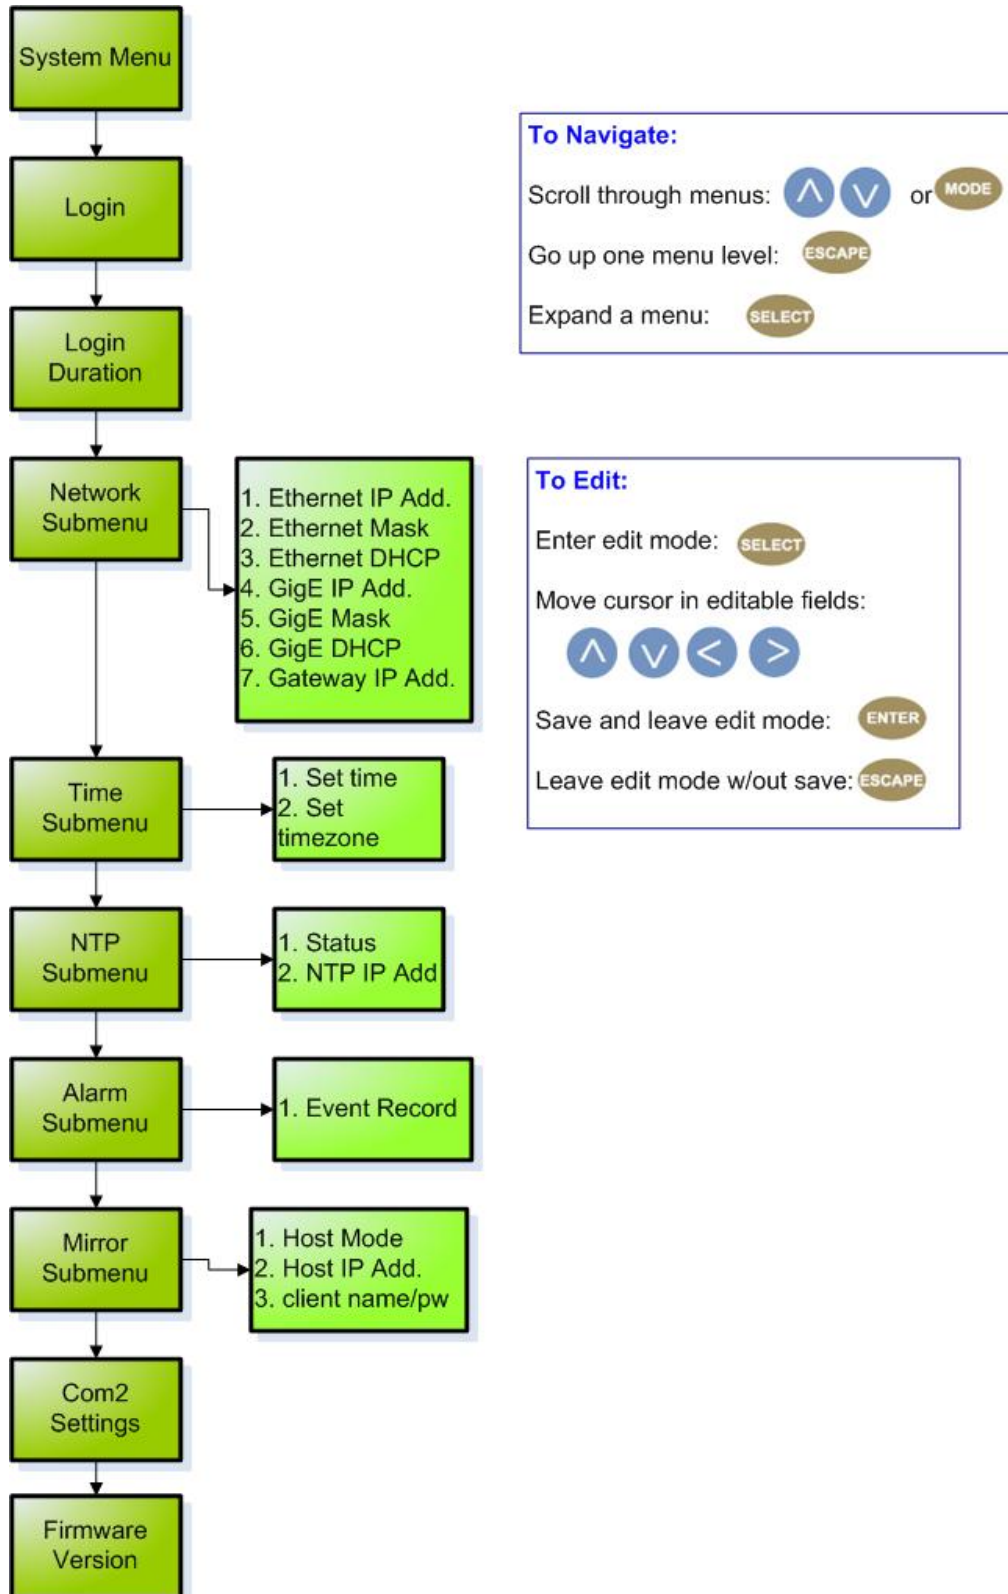 System Menu
Login
Login
Duration
Network
Submenu
1. Ethernet IP Add.
2. Ethernet Mask
3. Ethernet DHCP
4. GigE IP Add.
5. GigE Mask
6. GigE DHCP
7. Gateway IP Add.
Time
Submenu
1. Set time
2. Set
timezone
NTP
Submenu
1. Status
2. NTP IP Add
Alarm
Submenu
1. Event Record
Mirror
Submenu
1. Host Mode
2. Host IP Add.
3. client name/pw
Com2
Settings
Firmware
Version
To Navigate:
Scroll through menus: or MODE
Go up one menu level: ESCAPE
Expand a menu: SELECT
To Edit:
Enter edit mode: SELECT
Move cursor in editable fields:
Save and leave edit mode: ENTER
Leave edit mode w/out save: ESCAPE